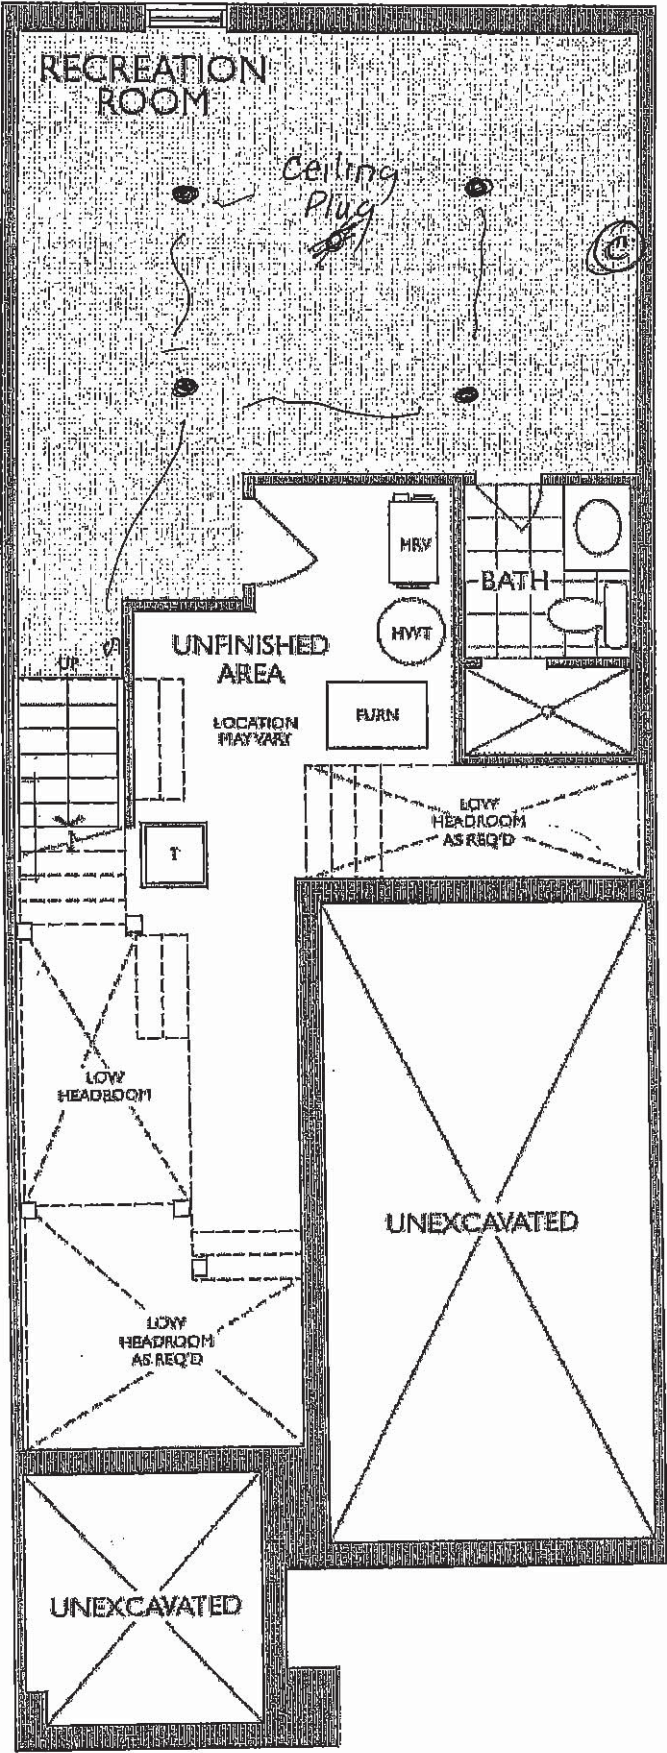 RECREATION
ROOM
Ceiling
Plug
C
HRV
BATH
HWT
UNFINISHED
AREA
UP
S
LOCATION
MAY VARY
FURN
LOW
HEADROOM
AS REQ'D
T
LOW
HEADROOM
UNEXCAVATED
LOW
HEADROOM
AS REQ'D
UNEXCAVATED